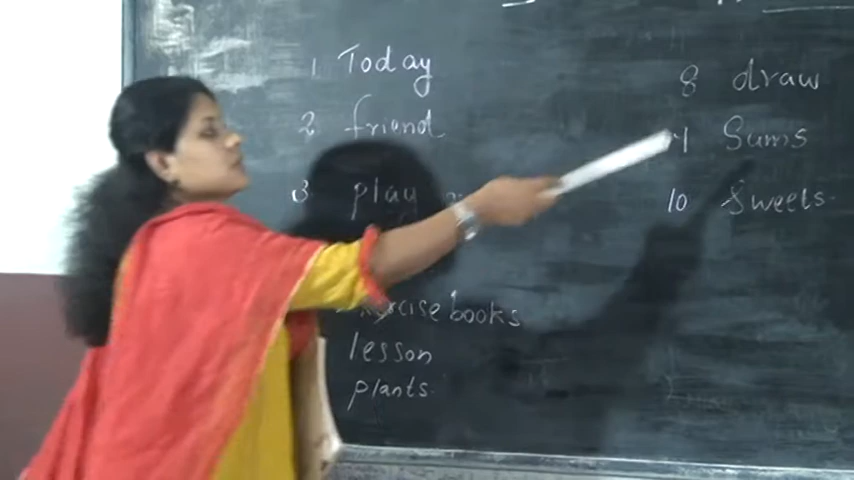 1 Today
2 friend
3 play
Exercise books
lesson
plants
8 draw
9 Sums
10 Sweets